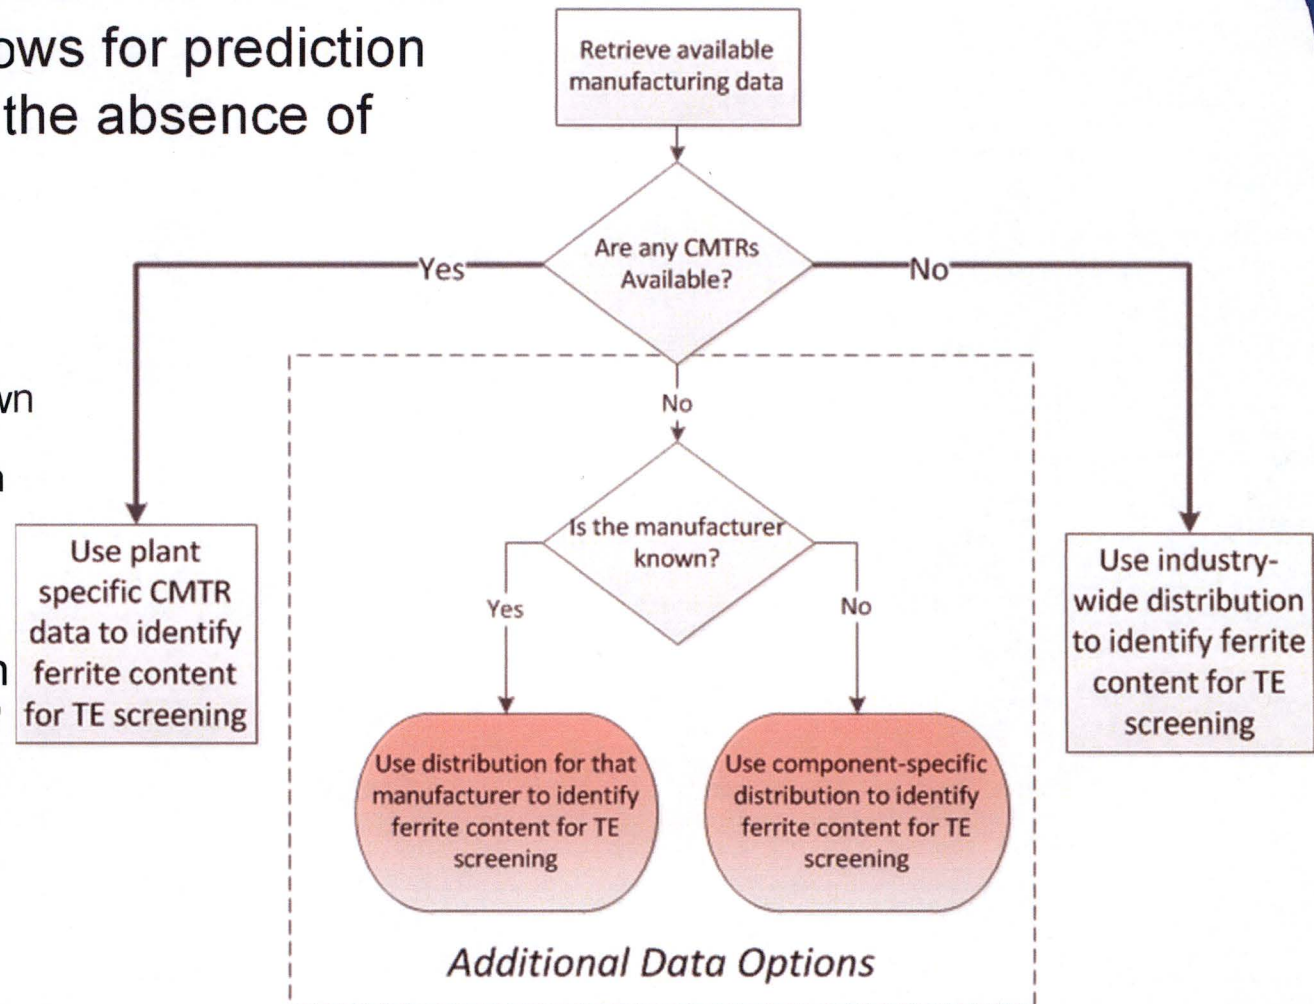 ows for prediction
the absence of
wn
n
n
Retrieve available
manufacturing data
Are any CMTRs
Available?
Yes
No
No
Is the manufacturer
known?
Yes
No
Use plant
specific CMTR
data to identify
ferrite content
for TE screening
Use industry-
wide distribution
to identify ferrite
content for TE
screening
Use distribution for that
manufacturer to identify
ferrite content for TE
screening
Use component-specific
distribution to identify
ferrite content for TE
screening
Additional Data Options